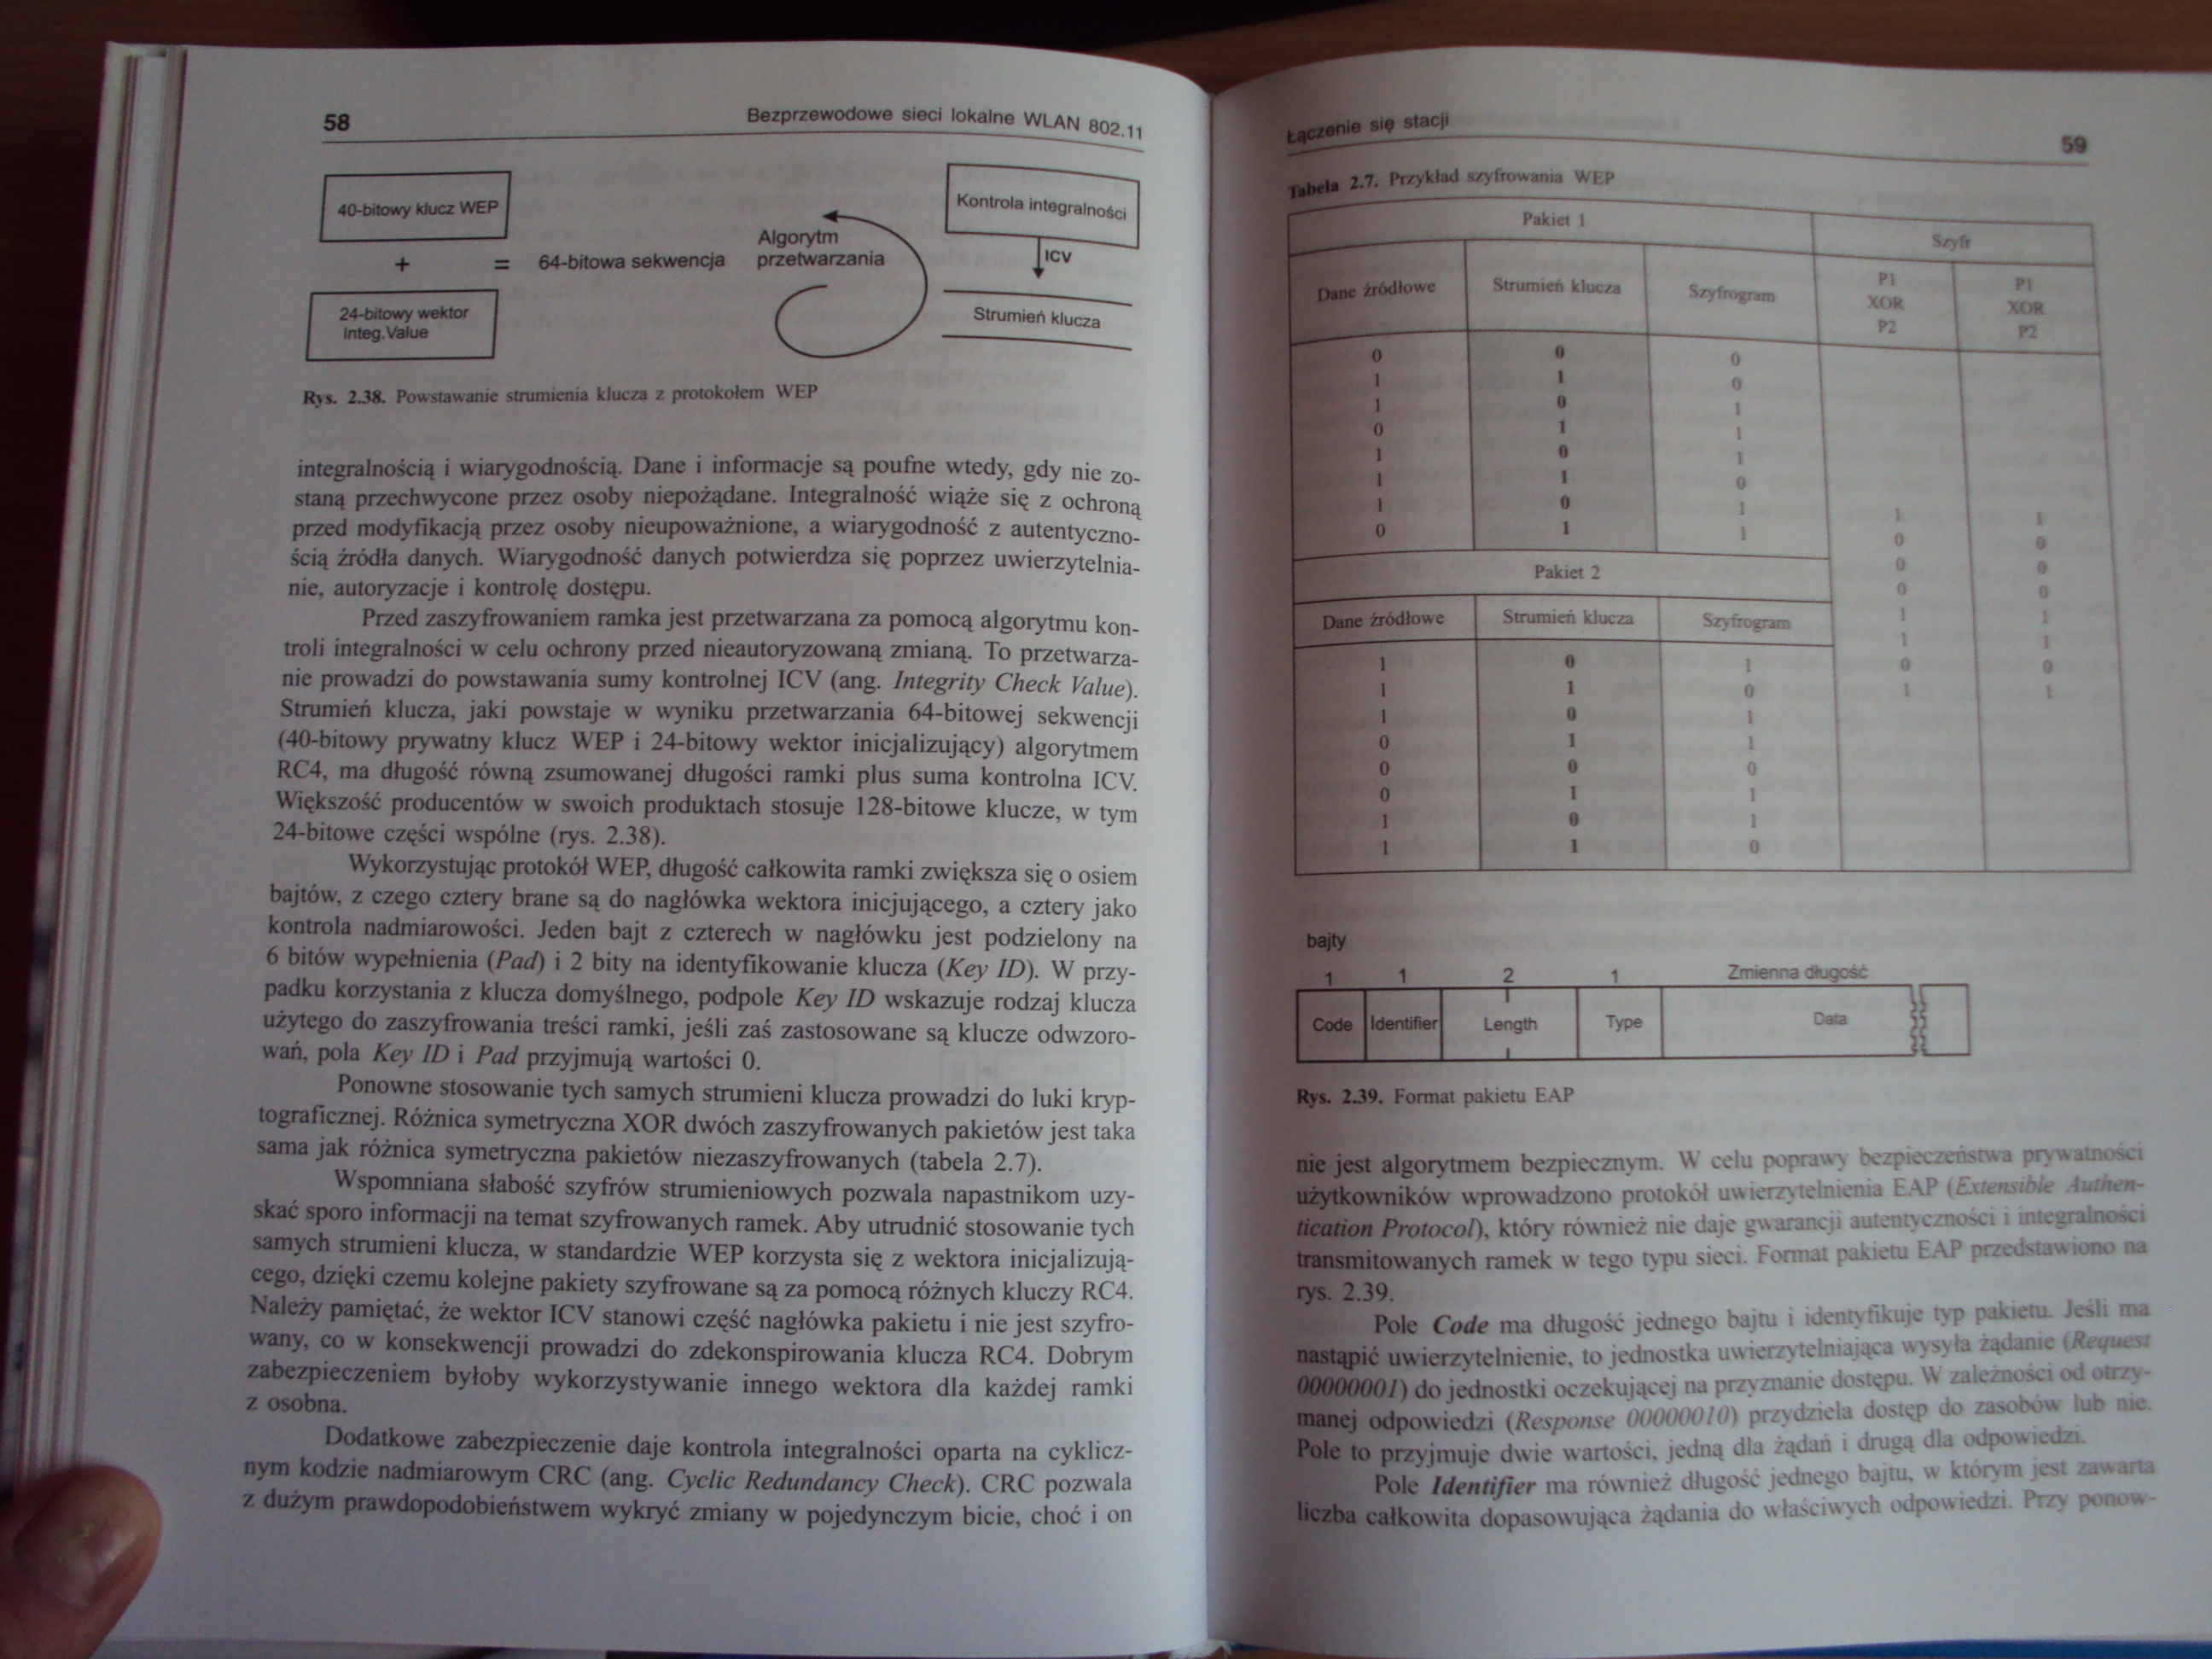 58
Bezprzewodowe sieci lokalne WLAN 802.11
40-bitowy klucz WEP
+
= 64-bitowa sekwencja
24-bitowy wektor
Integ.Value
Algorytm
przetwarzania
Kontrola integralności
ICV
Strumień klucza
Rys. 2.38. Powstawanie strumienia klucza z protokołem WEP
integralnością i wiarygodnością. Dane i informacje są poufne wtedy, gdy nie zo-
staną przechwycone przez osoby niepożądane. Integralność wiąże się z ochroną
przed modyfikacją przez osoby nieupoważnione, a wiarygodność z autentyczno-
ścią źródła danych. Wiarygodność danych potwierdza się poprzez uwierzytelnia-
nie, autoryzacje i kontrolę dostępu.
Przed zaszyfrowaniem ramka jest przetwarzana za pomocą algorytmu kon-
troli integralności w celu ochrony przed nieautoryzowaną zmianą. To przetwarza-
nie prowadzi do powstawania sumy kontrolnej ICV (ang. Integrity Check Value).
Strumień klucza, jaki powstaje w wyniku przetwarzania 64-bitowej sekwencji
(40-bitowy prywatny klucz WEP i 24-bitowy wektor inicjalizujący) algorytmem
RC4, ma długość równą zsumowanej długości ramki plus suma kontrolna ICV.
Większość producentów w swoich produktach stosuje 128-bitowe klucze, w tym
24-bitowe części wspólne (rys. 2.38).
Wykorzystując protokół WEP, długość całkowita ramki zwiększa się o osiem
bajtów, z czego cztery brane są do nagłówka wektora inicjującego, a cztery jako
kontrola nadmiarowości. Jeden bajt z czterech w nagłówku jest podzielony na
6 bitów wypełnienia (Pad) i 2 bity na identyfikowanie klucza (Key ID). W przy-
padku korzystania z klucza domyślnego, podpole Key ID wskazuje rodzaj klucza
użytego do zaszyfrowania treści ramki, jeśli zaś zastosowane są klucze odwzoro-
wań, pola Key ID i Pad przyjmują wartości 0.
Ponowne stosowanie tych samych strumieni klucza prowadzi do luki kryp-
tograficznej. Różnica symetryczna XOR dwóch zaszyfrowanych pakietów jest taka
sama jak różnica symetryczna pakietów niezaszyfrowanych (tabela 2.7).
Wspomniana słabość szyfrów strumieniowych pozwala napastnikom uzy-
skać sporo informacji na temat szyfrowanych ramek. Aby utrudnić stosowanie tych
samych strumieni klucza, w standardzie WEP korzysta się z wektora inicjalizują-
cego, dzięki czemu kolejne pakiety szyfrowane są za pomocą różnych kluczy RC4.
Należy pamiętać, że wektor ICV stanowi część nagłówka pakietu i nie jest szyfro-
wany, co w konsekwencji prowadzi do zdekonspirowania klucza RC4. Dobrym
zabezpieczeniem byłoby wykorzystywanie innego wektora dla każdej ramki
z osobna.
Dodatkowe zabezpieczenie daje kontrola integralności oparta na cyklicz-
nym kodzie nadmiarowym CRC (ang. Cyclic Redundancy Check). CRC pozwala
z dużym prawdopodobieństwem wykryć zmiany w pojedynczym bicie, choć i on
Łączenie się stacji
59
Tabela 2.7. Przykład szyfrowania WEP
Pakiet 1
Szyfr
Dane źródłowe Strumień klucza Szyfrogram
P1 P1
XOR XOR
P2 P2
0 0 0
1 1 0
1 0 1
0 1 1
1 0 1
1 1 0
1 0 1
0 1 1
Pakiet 2
Dane źródłowe Strumień klucza Szyfrogram
1 0 1
1 1 0
1 0 1
0 1 1
0 0 0
0 1 1
1 0 1
1 1 0
1 1
0 0
0 0
0 0
1 1
1 1
0 0
1 1
bajty
1 1 2 1 Zmienna długość
Code Identifier Length Type Data
Rys. 2.39. Format pakietu EAP
nie jest algorytmem bezpiecznym. W celu poprawy bezpieczeństwa prywatności
użytkowników wprowadzono protokół uwierzytelnienia EAP (Extensible Authen-
tication Protocol), który również nie daje gwarancji autentyczności i integralności
transmitowanych ramek w tego typu sieci. Format pakietu EAP przedstawiono na
rys. 2.39.
Pole Code ma długość jednego bajtu i identyfikuje typ pakietu. Jeśli ma
nastąpić uwierzytelnienie, to jednostka uwierzytelniająca wysyła żądanie (Request
00000001) do jednostki oczekującej na przyznanie dostępu. W zależności od otrzy-
manej odpowiedzi (Response 00000010) przydziela dostęp do zasobów lub nie.
Pole to przyjmuje dwie wartości, jedną dla żądań i drugą dla odpowiedzi.
Pole Identifier ma również długość jednego bajtu, w którym jest zawarta
liczba całkowita dopasowująca żądania do właściwych odpowiedzi. Przy ponow-